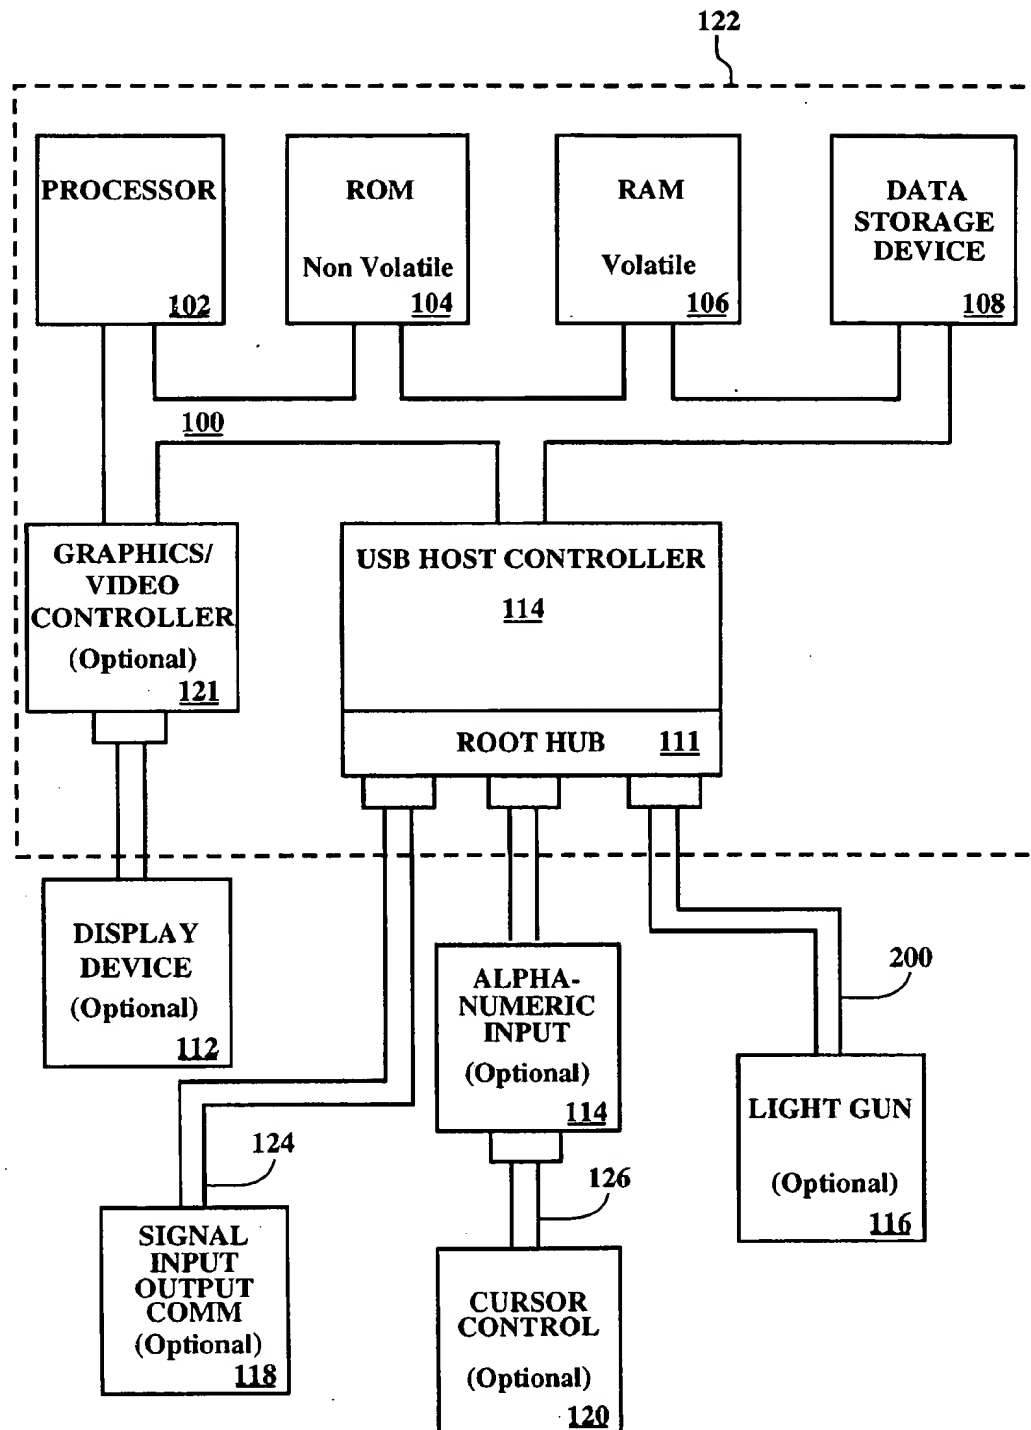 122
PROCESSOR
102
ROM
Non Volatile
104
RAM
Volatile
106
DATA
STORAGE
DEVICE
108
100
GRAPHICS/
VIDEO
CONTROLLER
(Optional)
121
USB HOST CONTROLLER
114
ROOT HUB 111
DISPLAY
DEVICE
(Optional)
112
ALPHA-
NUMERIC
INPUT
(Optional)
114
200
LIGHT GUN
(Optional)
116
124
SIGNAL
INPUT
OUTPUT
COMM
(Optional)
118
126
CURSOR
CONTROL
(Optional)
120